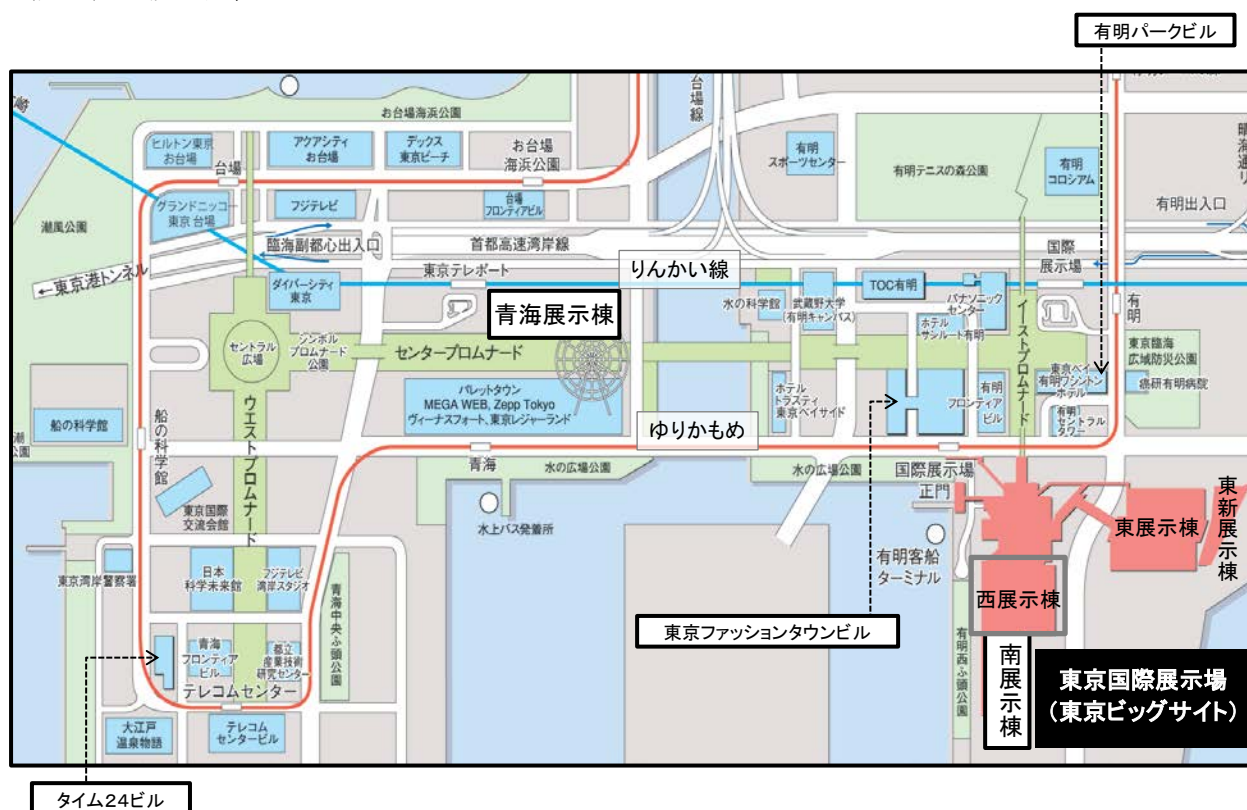 有明パークビル
お台場海浜公園
台場線
ヒルトン東京
お台場
アクアシティ
お台場
デックス
東京ビーチ
お台場
海浜公園
台場
有明
スポーツセンター
有明テニスの森公園
有明
コロシアム
有明出入口
グランドニッコー
東京 台場
フジテレビ
台場
フロンティアビル
潮風公園
臨海副都心出入口
首都高速湾岸線
国際
展示場
←東京港トンネル
東京テレポート
りんかい線
ダイバーシティ
東京
青海展示棟
水の科学館
武蔵野大学
(有明キャンパス)
TOC有明
パナソニック
センター
ホテル
サンルート有明
イーストプロムナード
有明
東京臨海
広域防災公園
セントラル
広場
シンボル
プロムナード
公園
センタープロムナード
東京ベイ
有明ワシントン
ホテル
癌研有明病院
パレットタウン
MEGA WEB, Zepp Tokyo
ヴィーナスフォート、東京レジャーランド
ホテル
トラスティ
東京ベイサイド
有明
フロンティア
ビル
有明
セントラル
タワー
船の科学館
船の科学館
ウエストプロムナード
ゆりかもめ
青海
水の広場公園
水の広場公園
国際展示場
正門
東京国際
交流会館
水上バス発着所
東展示棟
東新展示棟
有明客船
ターミナル
東京湾岸警察署
日本
科学未来館
フジテレビ
湾岸スタジオ
青海中央ふ頭公園
西展示棟
東京ファッションタウンビル
有明西ふ頭公園
青海
フロンティア
ビル
都立
産業技術
研究センター
テレコムセンター
南展示棟
東京国際展示場
（東京ビッグサイト）
大江戸
温泉物語
テレコム
センタービル
タイム24ビル